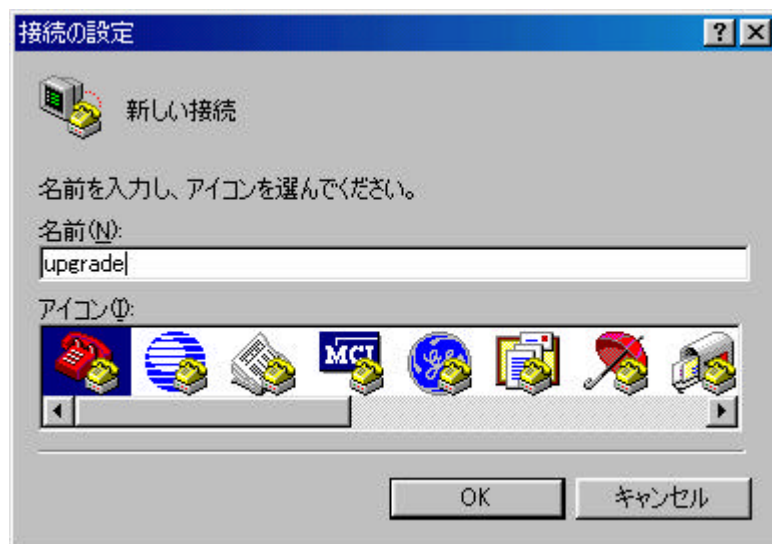 接続の設定
新しい接続
名前を入力し、アイコンを選んでください。
名前(N):
upgrade
アイコン(I):
MCI
OK
キャンセル